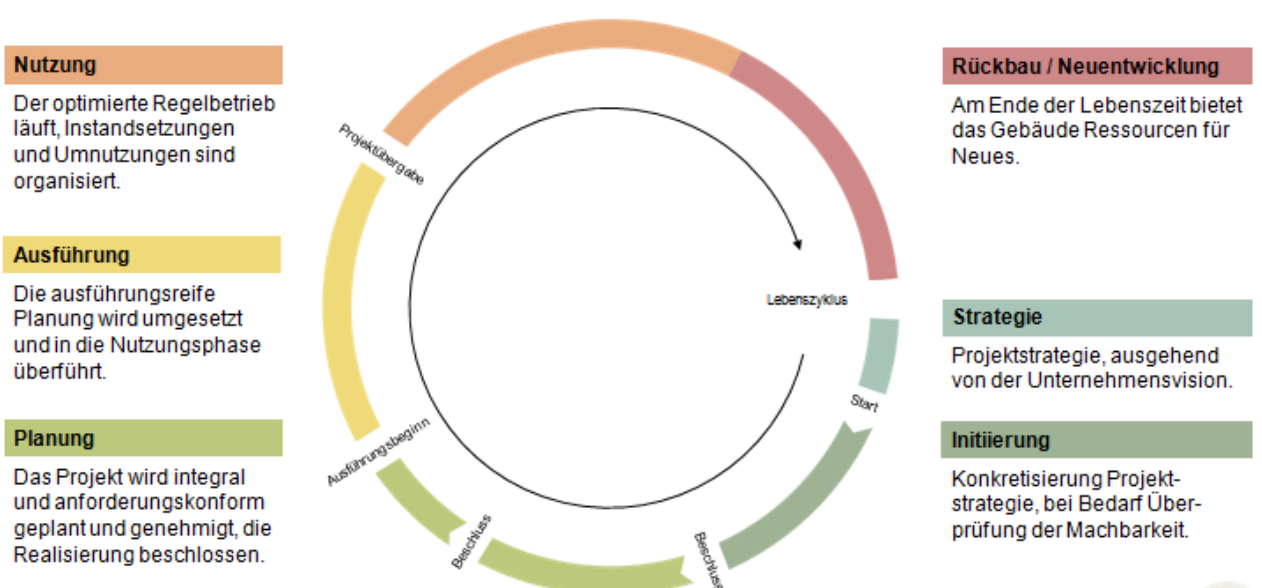 Nutzung
Der optimierte Regelbetrieb
läuft, Instandsetzungen
und Umnutzungen sind
organisiert.
Ausführung
Die ausführungsreife
Planung wird umgesetzt
und in die Nutzungsphase
überführt.
Planung
Das Projekt wird integral
und anforderungskonform
geplant und genehmigt, die
Realisierung beschlossen.
Projektübergabe
Ausführungsbeginn
Beschluss
Beschluss
Start
Lebenszyklus
Rückbau / Neuentwicklung
Am Ende der Lebenszeit bietet
das Gebäude Ressourcen für
Neues.
Strategie
Projektstrategie, ausgehend
von der Unternehmensvision.
Initiierung
Konkretisierung Projekt-
strategie, bei Bedarf Über-
prüfung der Machbarkeit.